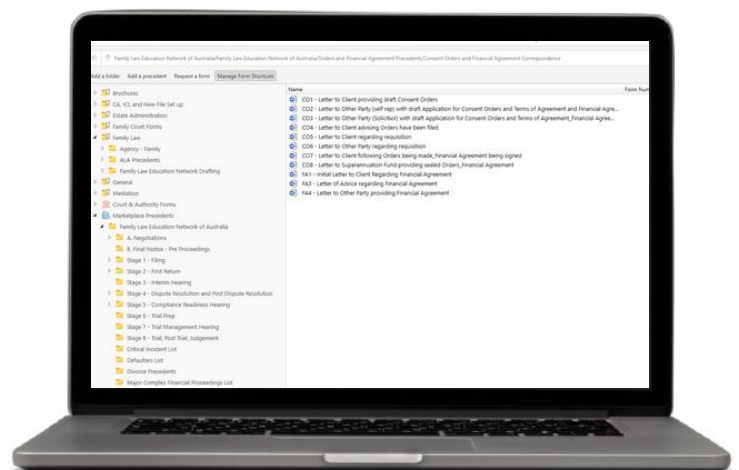 Family Law Education Network of Australia/Family Law Education Network of Australia/Orders and Financial Agreement Precedents/Consent Orders and Financial Agreement Correspondence
Add a folder Add a precedent Request a form Manage Form Shortcuts
Name Form Num
Brochures
CA, ICL and New File Set up
Estate Administration
Family Court Forms
Family Law
Agency - Family
ALA Precedents
Family Law Education Network Drafting
General
Mediation
Court & Authority Forms
Marketplace Precedents
Family Law Education Network of Australia
A. Negotiations
B. Final Notice - Pre Proceedings
Stage 1 - Filing
Stage 2 - First Return
Stage 3 - Interim Hearing
Stage 4 - Dispute Resolution and Post Dispute Resolution
Stage 5 - Compliance Readiness Hearing
Stage 6 - Trial Prep
Stage 7 - Trial Management Hearing
Stage 8 - Trial, Post Trial, Judgement
Critical Incident List
Defaulters List
Divorce Precedents
Major Complex Financial Proceedings List
CO1 - Letter to Client providing draft Consent Orders
CO2 - Letter to Other Party (self rep) with draft Application for Consent Orders and Terms of Agreement and Financial Agre...
CO3 - Letter to Other Party (Solicitor) with draft Application for Consent Orders and Terms of Agreement_Financial Agree...
CO4 - Letter to Client advising Orders have been filed
CO5 - Letter to Client regarding requisition
CO6 - Letter to Other Party regarding requisition
CO7 - Letter to Client following Orders being made_Financial Agreement being signed
CO8 - Letter to Superannuation Fund providing sealed Orders_Financial Agreement
FA1 - Initial Letter to Client Regarding Financial Agreement
FA3 - Letter of Advice regarding Financial Agreement
FA4 - Letter to Other Party providing Financial Agreement